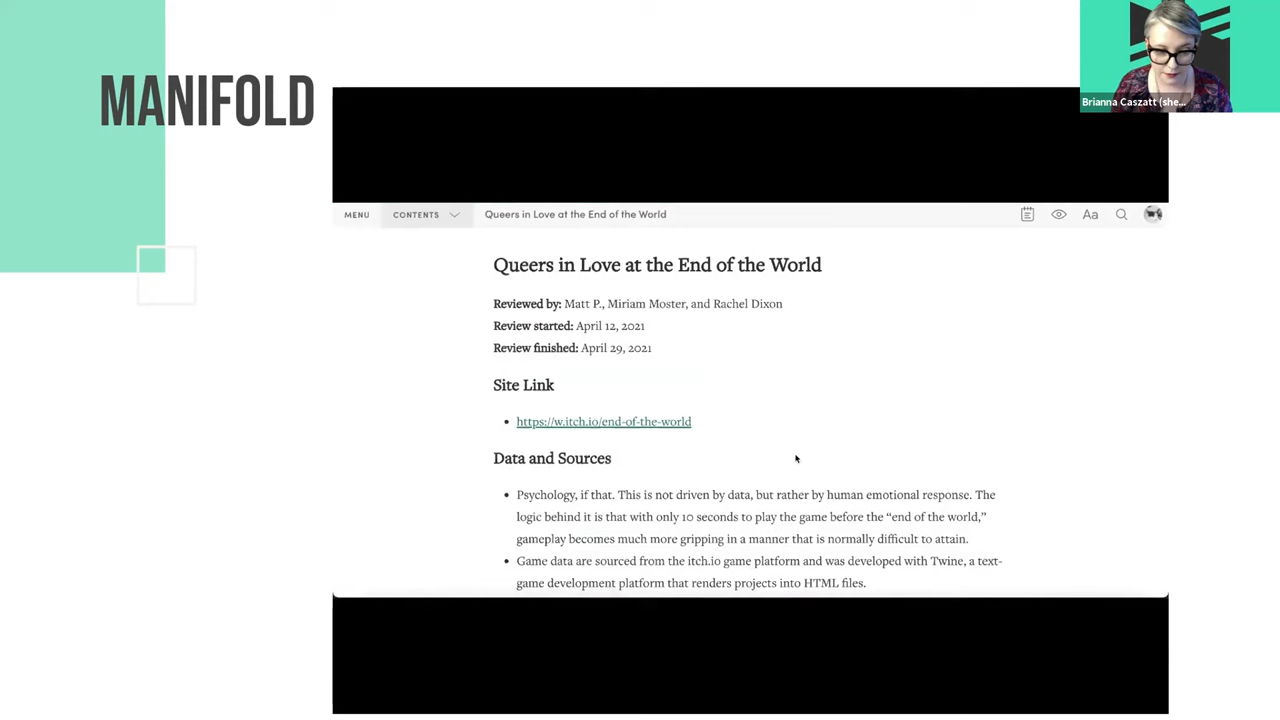 MANIFOLD
Brianna Caszatt (she...
MENU
CONTENTS
Queers in Love at the End of the World
Aa
Queers in Love at the End of the World
Reviewed by: Matt P., Miriam Moster, and Rachel Dixon
Review started: April 12, 2021
Review finished: April 29, 2021
Site Link
• https://w.itch.io/end-of-the-world
Data and Sources
• Psychology, if that. This is not driven by data, but rather by human emotional response. The
logic behind it is that with only 10 seconds to play the game before the “end of the world,”
gameplay becomes much more gripping in a manner that is normally difficult to attain.
• Game data are sourced from the itch.io game platform and was developed with Twine, a text-
game development platform that renders projects into HTML files.